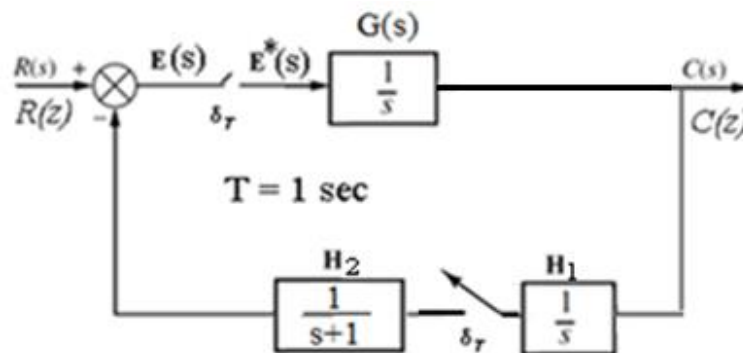 G(s)
R(s) + E(s) E*(s) 1/s C(s)
R(z) - δT C(z)
T = 1 sec
H2 H1
1/(s+1) δT 1/s